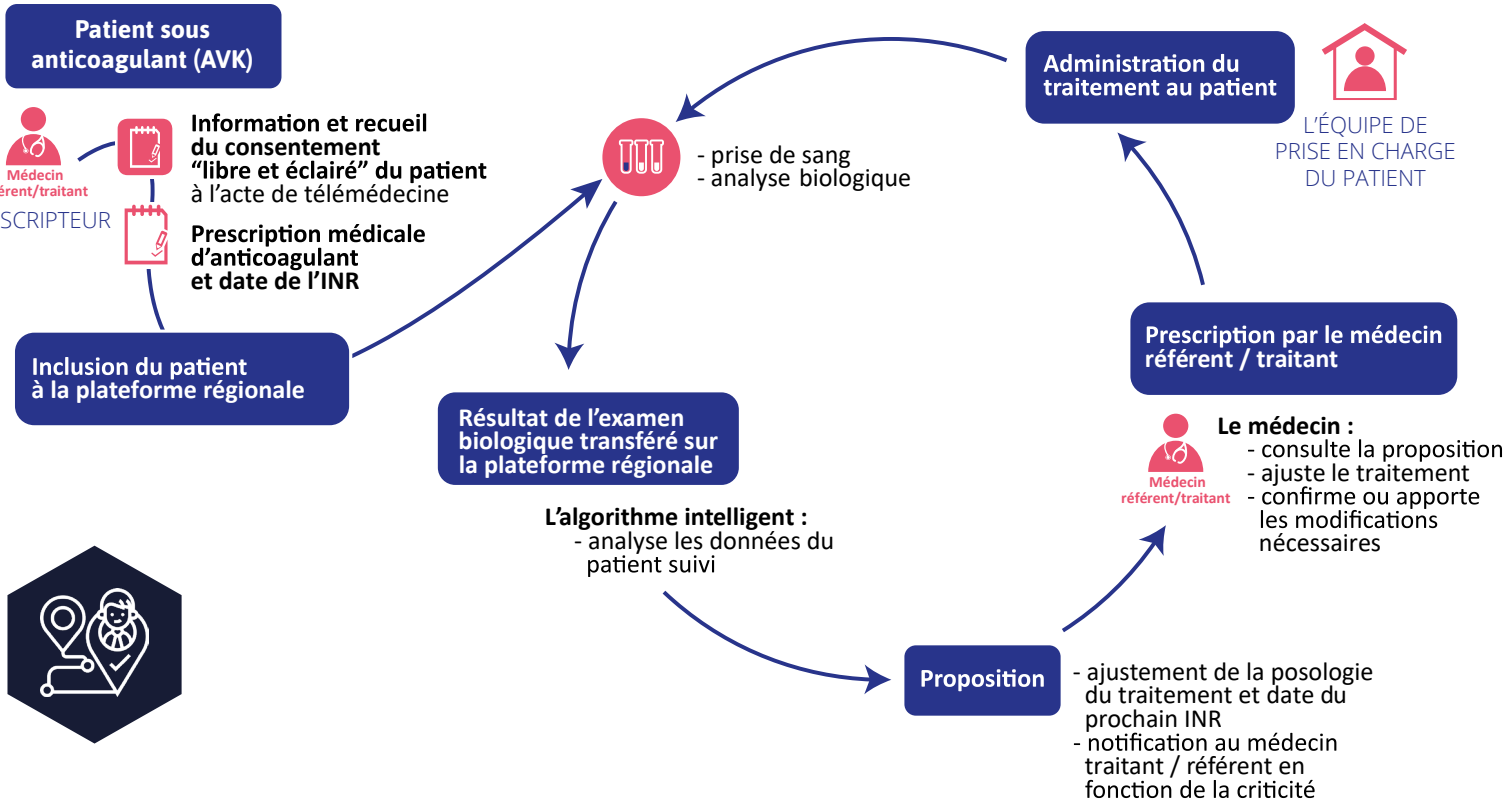 Patient sous
anticoagulant (AVK)
Médecin
érent/traitant
SCRIPTEUR
Information et recueil
du consentement
“libre et éclairé” du patient
à l’acte de télémédecine
Prescription médicale
d’anticoagulant
et date de l’INR
Inclusion du patient
à la plateforme régionale
- prise de sang
- analyse biologique
Résultat de l’examen
biologique transféré sur
la plateforme régionale
L’algorithme intelligent :
- analyse les données du
patient suivi
Proposition
- ajustement de la posologie
du traitement et date du
prochain INR
- notification au médecin
traitant / référent en
fonction de la criticité
Prescription par le médecin
référent / traitant
Médecin
référent/traitant
Le médecin :
- consulte la proposition
- ajuste le traitement
- confirme ou apporte
les modifications
nécessaires
Administration du
traitement au patient
L’ÉQUIPE DE
PRISE EN CHARGE
DU PATIENT